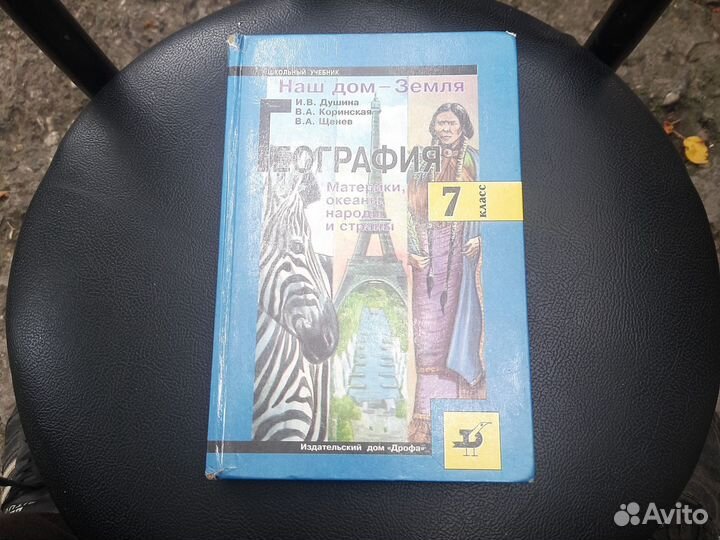 ШКОЛЬНЫЙ УЧЕБНИК
Наш дом – Земля
И.В. Душина
В.А. Коринская
В.А. Щенев
ГЕОГРАФИЯ
Материки,
океаны,
народы
и страны
7
класс
Издательский дом «Дрофа»
Avito